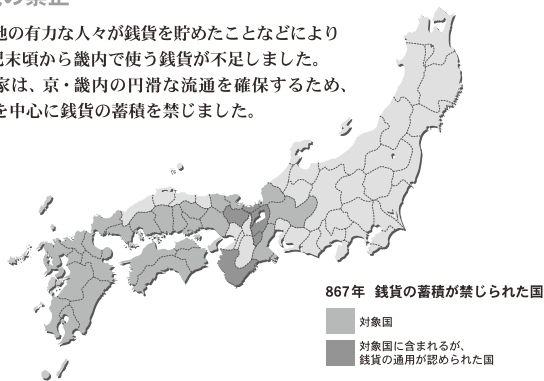 の禁止
地の有力な人々が銭貨を貯めたことなどにより
紀末頃から畿内で使う銭貨が不足しました。
家は、京・畿内の円滑な流通を確保するため、
を中心に銭貨の蓄積を禁じました。
867年 銭貨の蓄積が禁じられた国
対象国
対象国に含まれるが、
銭貨の通用が認められた国